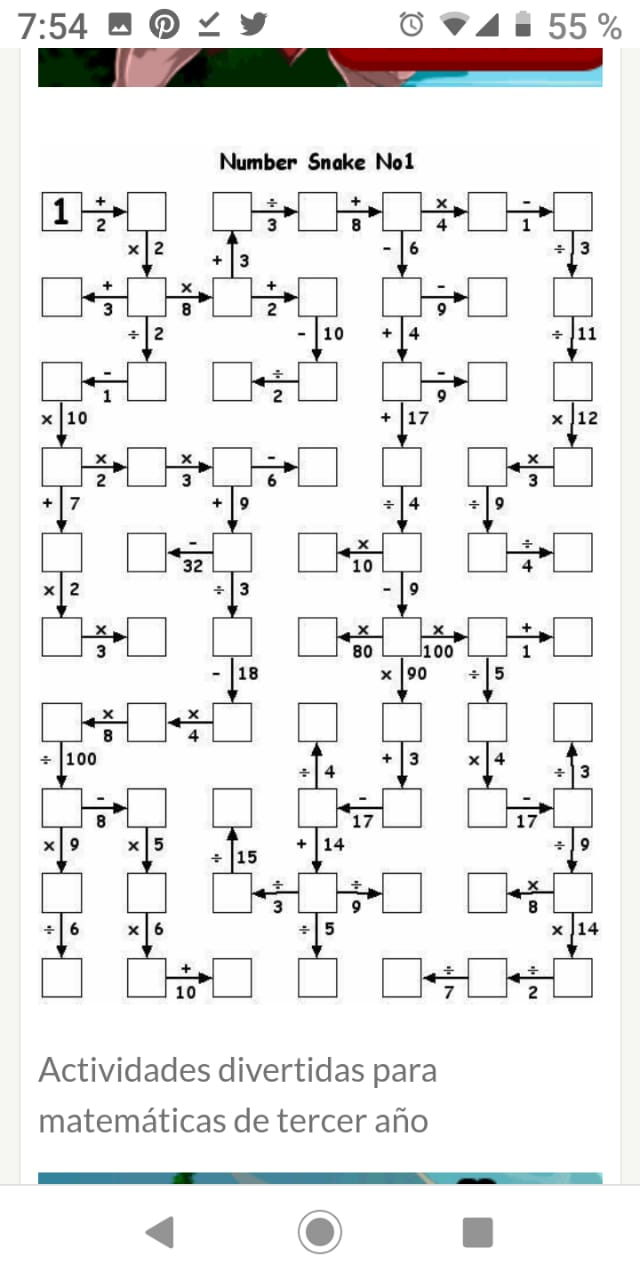 7:54 55 %
Number Snake No1
1 + 2 ÷ 3 + 8 x 4 - 1
x 2 + 3 - 6 ÷ 3
+ 3 x 8 + 2 - 9
÷ 2 - 10 + 4 ÷ 11
- 1 ÷ 2 - 9
x 10 + 17 x 12
x 2 x 3 - 6 x 3
+ 7 + 9 ÷ 4 ÷ 9
- 32 x 10 ÷ 4
x 2 ÷ 3 - 9
x 3 x 80 x 100 + 1
- 18 x 90 ÷ 5
x 8 x 4
÷ 100 ÷ 4 + 3 x 4 ÷ 3
- 8 - 17 - 17
x 9 x 5 ÷ 15 + 14 ÷ 9
÷ 3 ÷ 9 x 8
÷ 6 x 6 ÷ 5 x 14
+ 10 ÷ 7 ÷ 2
Actividades divertidas para
matemáticas de tercer año